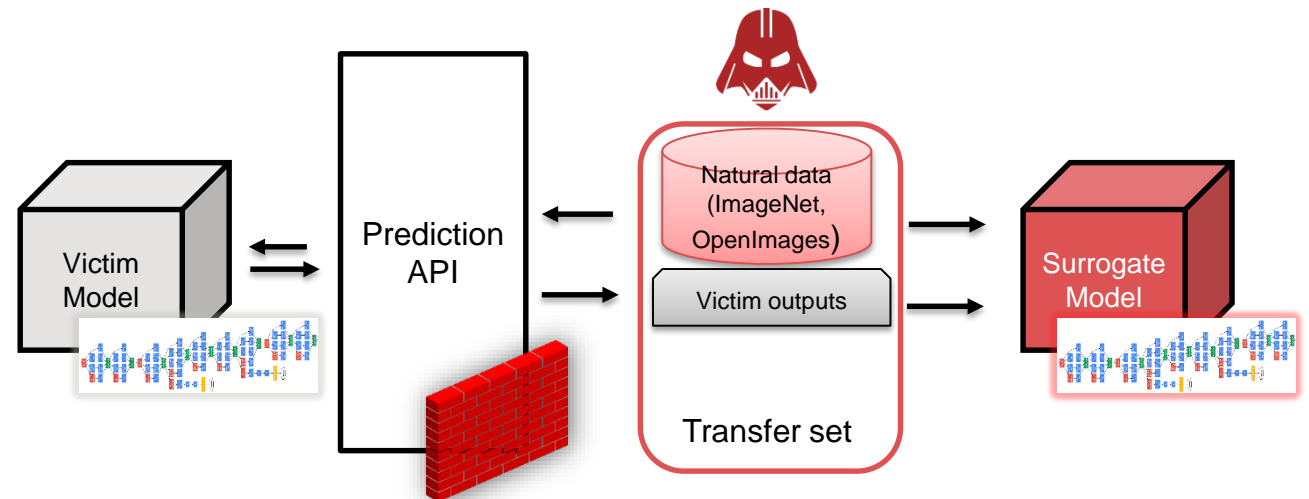 Victim
Model
Prediction
API
Natural data
(ImageNet,
OpenImages)
Victim outputs
Transfer set
Surrogate
Model